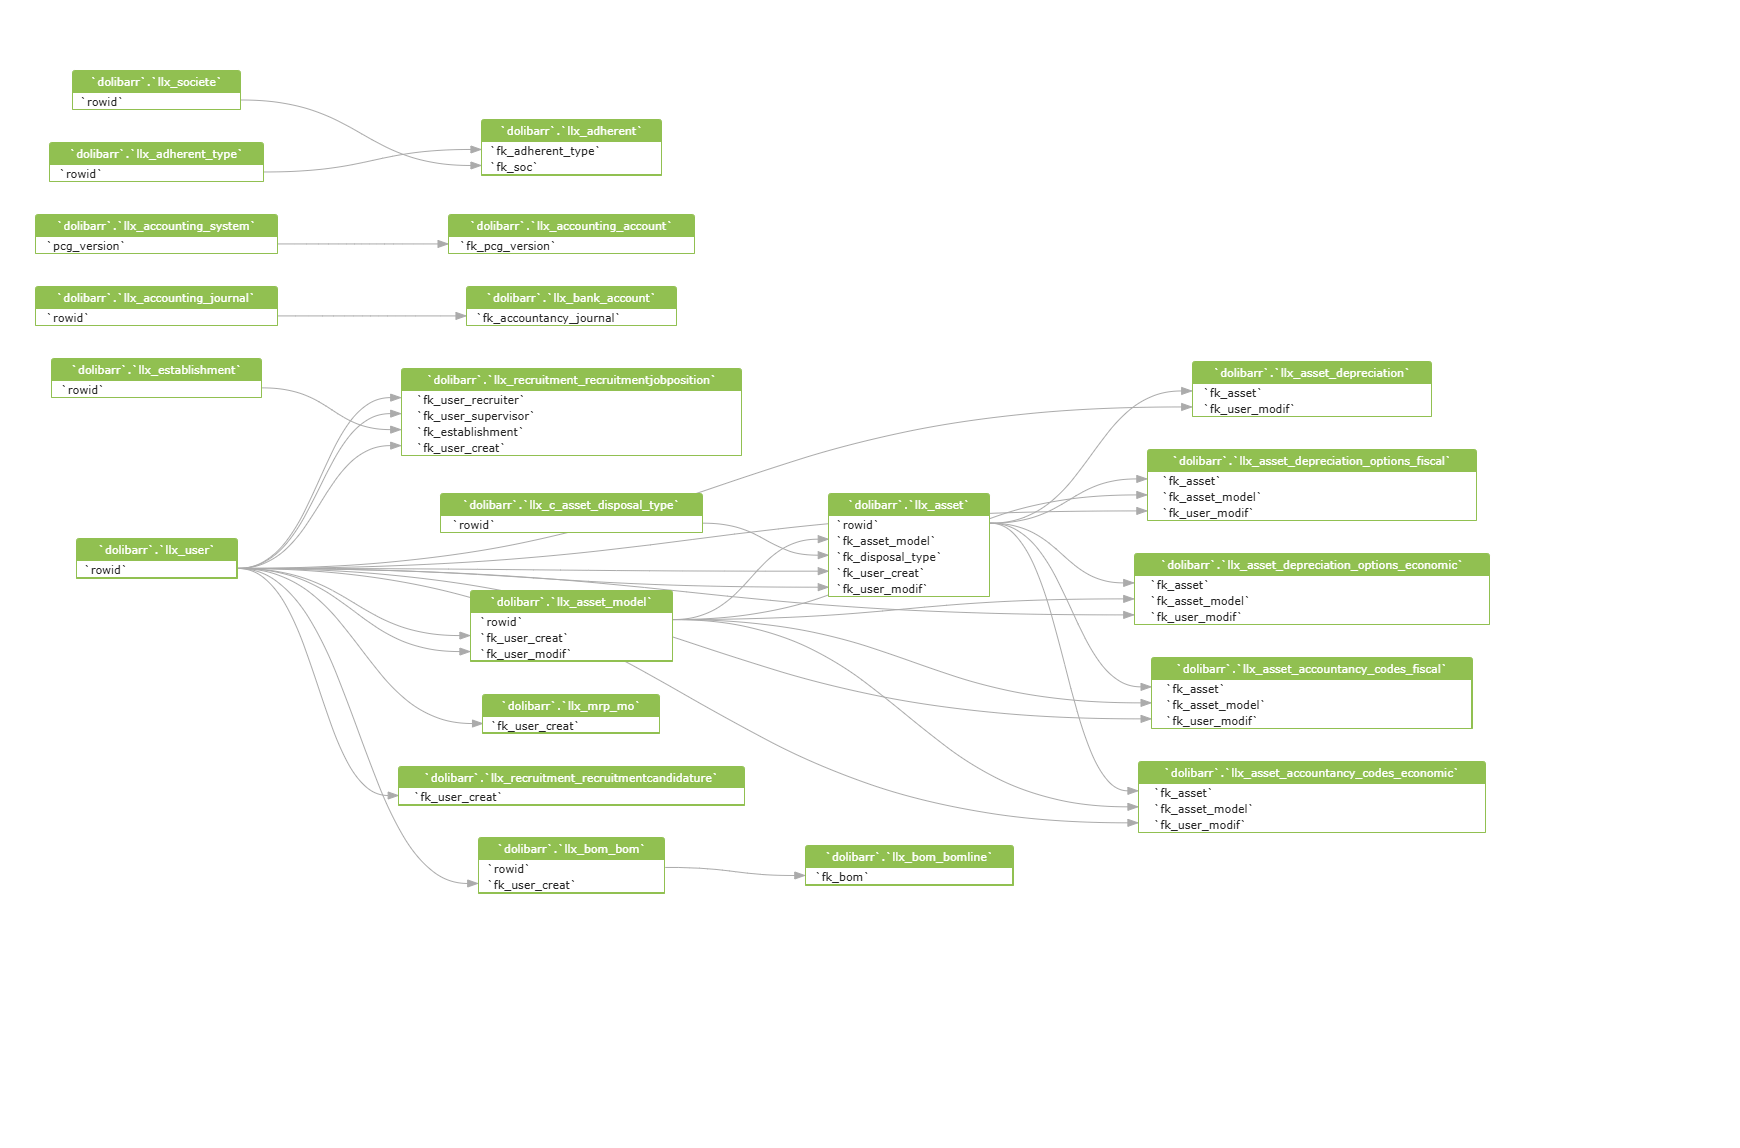 `dolibarr`.`llx_societe`
`rowid`
`dolibarr`.`llx_adherent_type`
`rowid`
`dolibarr`.`llx_adherent`
`fk_adherent_type`
`fk_soc`
`dolibarr`.`llx_accounting_system`
`pcg_version`
`dolibarr`.`llx_accounting_account`
`fk_pcg_version`
`dolibarr`.`llx_accounting_journal`
`rowid`
`dolibarr`.`llx_bank_account`
`fk_accountancy_journal`
`dolibarr`.`llx_establishment`
`rowid`
`dolibarr`.`llx_recruitment_recruitmentjobposition`
`fk_user_recruiter`
`fk_user_supervisor`
`fk_establishment`
`fk_user_creat`
`dolibarr`.`llx_user`
`rowid`
`dolibarr`.`llx_c_asset_disposal_type`
`rowid`
`dolibarr`.`llx_asset_model`
`rowid`
`fk_user_creat`
`fk_user_modif`
`dolibarr`.`llx_mrp_mo`
`fk_user_creat`
`dolibarr`.`llx_recruitment_recruitmentcandidature`
`fk_user_creat`
`dolibarr`.`llx_bom_bom`
`rowid`
`fk_user_creat`
`dolibarr`.`llx_asset`
`rowid`
`fk_asset_model`
`fk_disposal_type`
`fk_user_creat`
`fk_user_modif`
`dolibarr`.`llx_bom_bomline`
`fk_bom`
`dolibarr`.`llx_asset_depreciation`
`fk_asset`
`fk_user_modif`
`dolibarr`.`llx_asset_depreciation_options_fiscal`
`fk_asset`
`fk_asset_model`
`fk_user_modif`
`dolibarr`.`llx_asset_depreciation_options_economic`
`fk_asset`
`fk_asset_model`
`fk_user_modif`
`dolibarr`.`llx_asset_accountancy_codes_fiscal`
`fk_asset`
`fk_asset_model`
`fk_user_modif`
`dolibarr`.`llx_asset_accountancy_codes_economic`
`fk_asset`
`fk_asset_model`
`fk_user_modif`